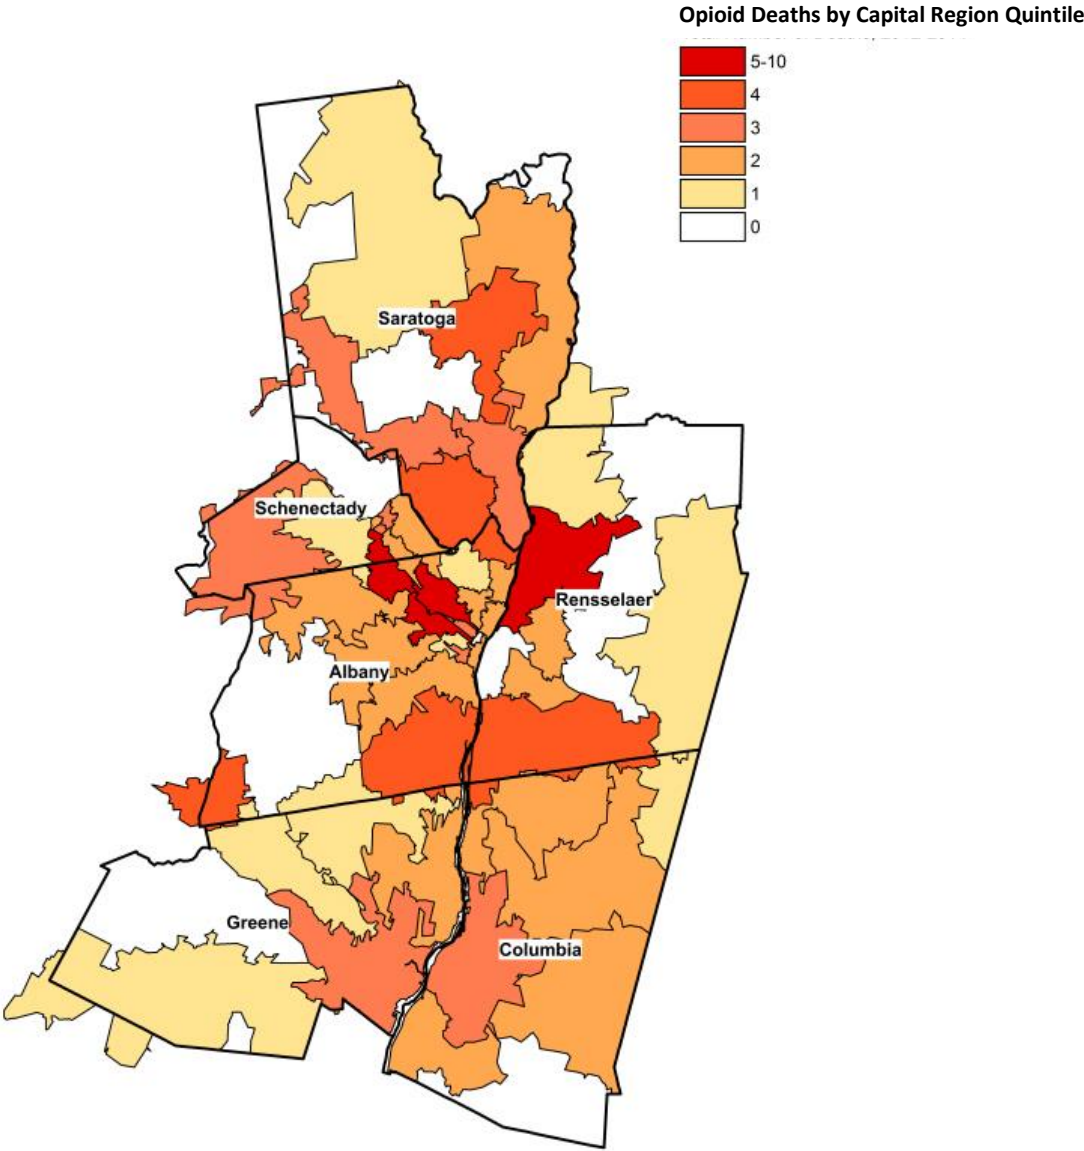 Opioid Deaths by Capital Region Quintile
5-10
4
3
2
1
0
Saratoga
Schenectady
Rensselaer
Albany
Greene
Columbia